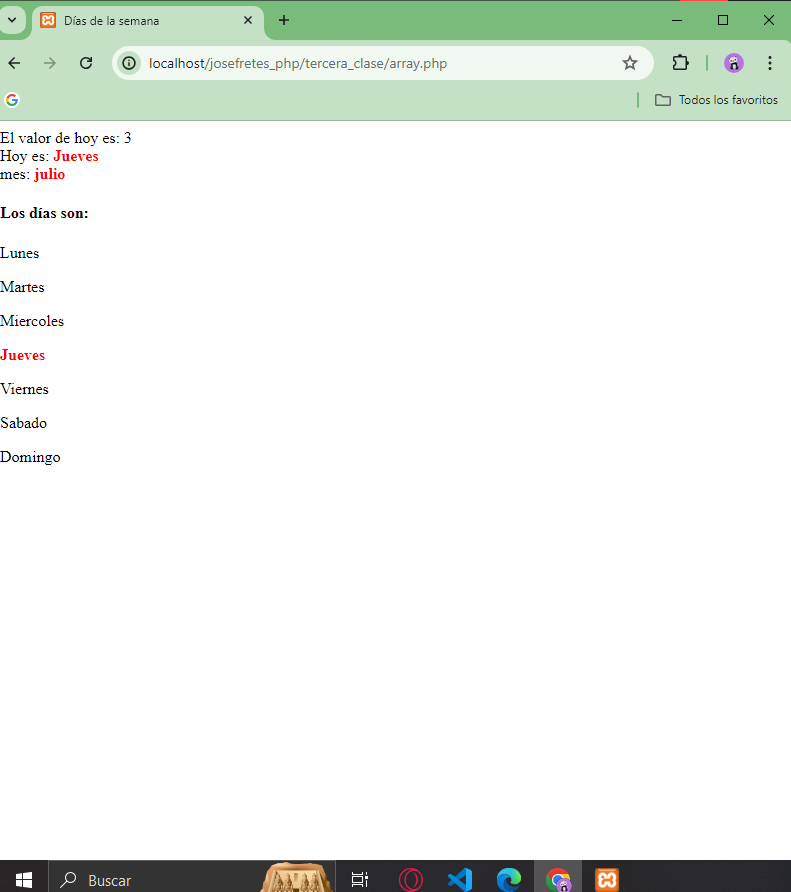 Días de la semana
localhost/josefretes_php/tercera_clase/array.php
Todos los favoritos
El valor de hoy es: 3
Hoy es: Jueves
mes: julio
Los días son:
Lunes
Martes
Miercoles
Jueves
Viernes
Sabado
Domingo
Buscar